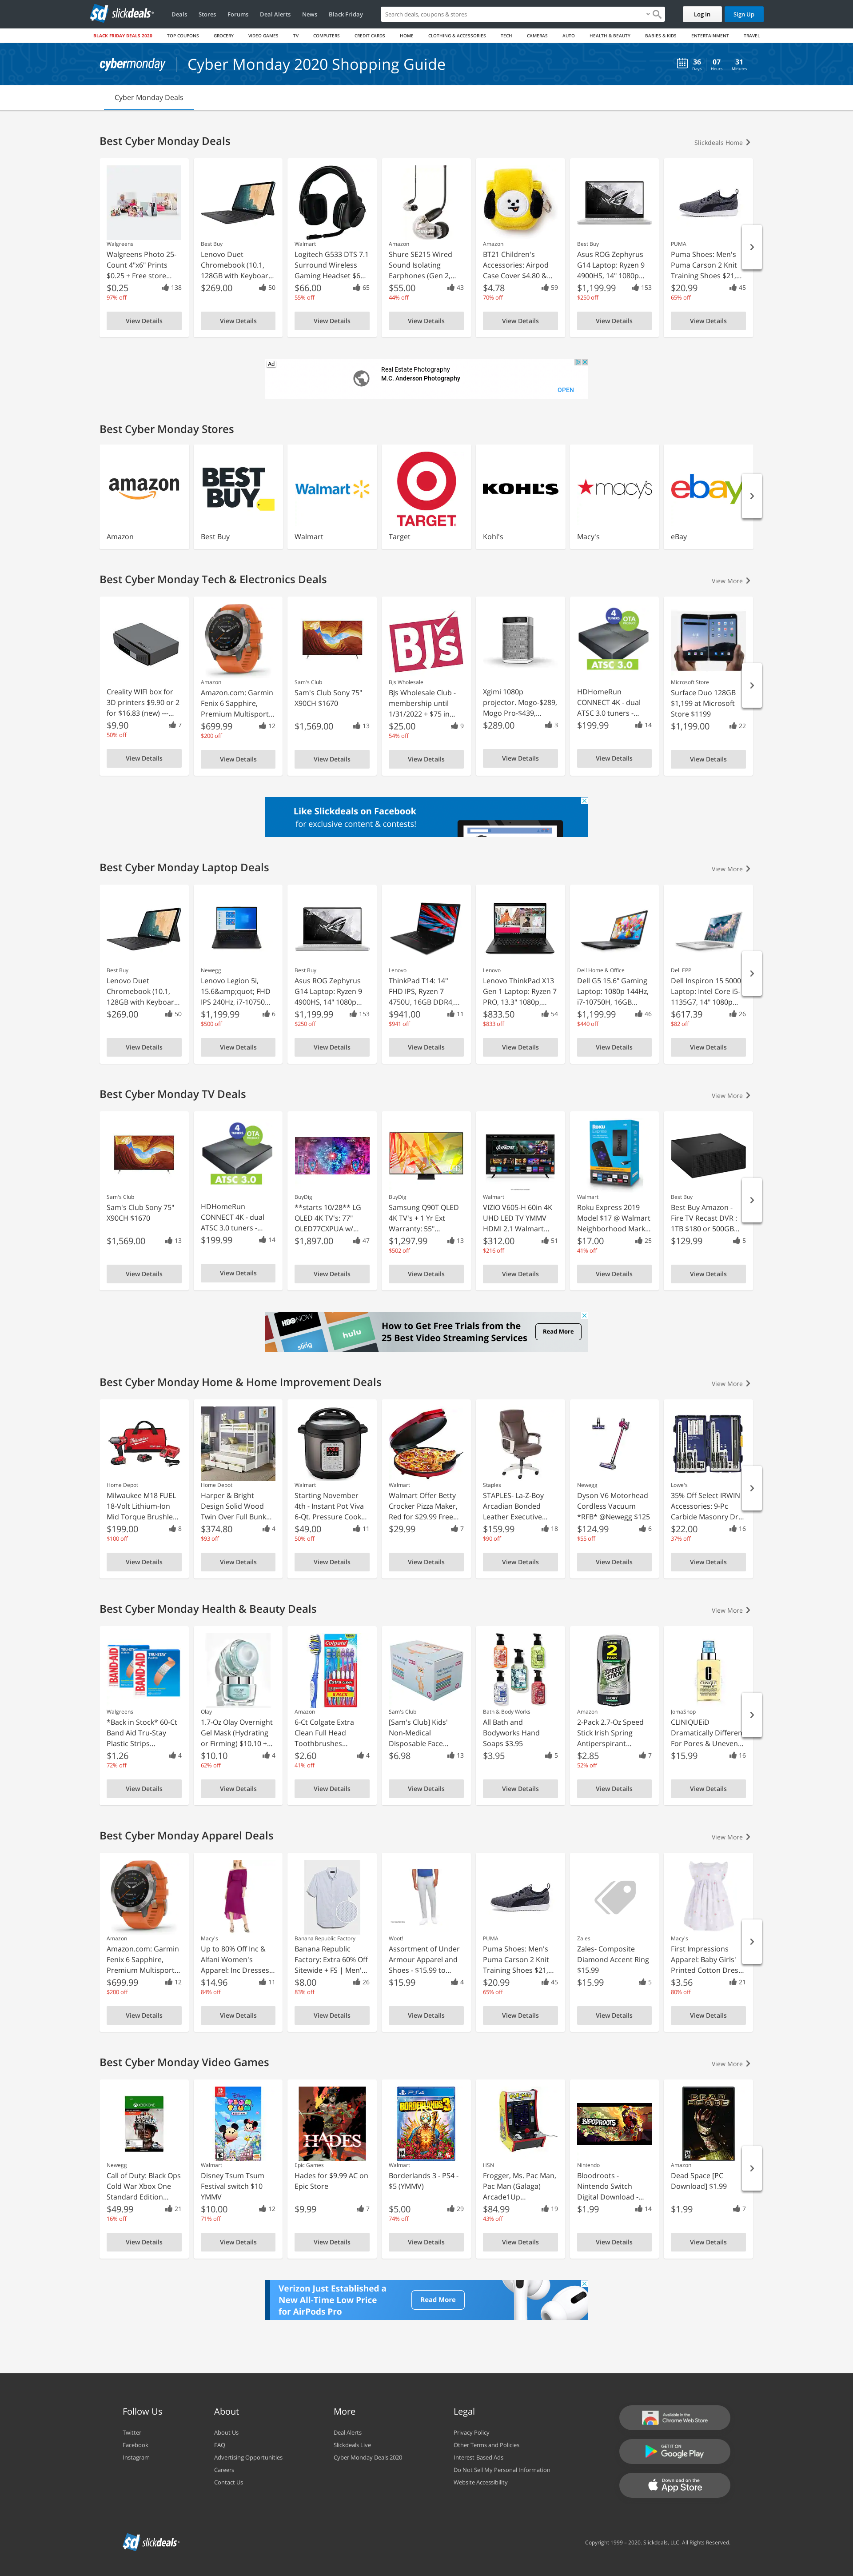 sd slickdeals
Deals Stores Forums Deal Alerts News Black Friday
Search deals, coupons & stores
Log In Sign Up
BLACK FRIDAY DEALS 2020 TOP COUPONS GROCERY VIDEO GAMES TV COMPUTERS CREDIT CARDS HOME CLOTHING & ACCESSORIES TECH CAMERAS AUTO HEALTH & BEAUTY BABIES & KIDS ENTERTAINMENT TRAVEL
cybermonday Cyber Monday 2020 Shopping Guide
36 07 31
Days Hours Minutes
Cyber Monday Deals
Best Cyber Monday Deals
Slickdeals Home
Walgreens
Walgreens Photo 25-
Count 4"x6" Prints
$0.25 + Free store...
$0.25 138
97% off
View Details
Best Buy
Lenovo Duet
Chromebook (10.1,
128GB with Keyboar...
$269.00 50
View Details
Walmart
Logitech G533 DTS 7.1
Surround Wireless
Gaming Headset $6...
$66.00 65
55% off
View Details
Amazon
Shure SE215 Wired
Sound Isolating
Earphones (Gen 2,...
$55.00 43
44% off
View Details
Amazon
BT21 Children's
Accessories: Airpod
Case Cover $4.80 &...
$4.78 59
70% off
View Details
Best Buy
Asus ROG Zephyrus
G14 Laptop: Ryzen 9
4900HS, 14" 1080p...
$1,199.99 153
$250 off
View Details
PUMA
Puma Shoes: Men's
Puma Carson 2 Knit
Training Shoes $21,...
$20.99 45
65% off
View Details
Ad
Real Estate Photography
M.C. Anderson Photography
OPEN
Best Cyber Monday Stores
amazon
Amazon
BEST
BUY
Best Buy
Walmart
Walmart
TARGET
Target
KOHL'S
Kohl's
macy's
Macy's
ebay
eBay
Best Cyber Monday Tech & Electronics Deals
View More
Creality WIFI box for
3D printers $9.90 or 2
for $16.83 (new) ---...
$9.90 7
50% off
View Details
Amazon
Amazon.com: Garmin
Fenix 6 Sapphire,
Premium Multisport...
$699.99 12
$200 off
View Details
Sam's Club
Sam's Club Sony 75"
X90CH $1670
$1,569.00 13
View Details
BJ's
BJs Wholesale
BJs Wholesale Club -
membership until
1/31/2022 + $75 in...
$25.00 9
54% off
View Details
Xgimi 1080p
projector. Mogo-$289,
Mogo Pro-$439,...
$289.00 3
View Details
4 TUNERS OTA
ATSC 3.0
HDHomeRun
CONNECT 4K - dual
ATSC 3.0 tuners -...
$199.99 14
View Details
Microsoft Store
Surface Duo 128GB
$1,199 at Microsoft
Store $1199
$1,199.00 22
View Details
Like Slickdeals on Facebook
for exclusive content & contests!
Best Cyber Monday Laptop Deals
View More
Best Buy
Lenovo Duet
Chromebook (10.1,
128GB with Keyboar...
$269.00 50
View Details
Newegg
Lenovo Legion 5i,
15.6&amp;quot; FHD
IPS 240Hz, i7-10750...
$1,199.99 6
$500 off
View Details
Best Buy
Asus ROG Zephyrus
G14 Laptop: Ryzen 9
4900HS, 14" 1080p...
$1,199.99 153
$250 off
View Details
Lenovo
ThinkPad T14: 14''
FHD IPS, Ryzen 7
4750U, 16GB DDR4,...
$941.00 11
$941 off
View Details
Lenovo
Lenovo ThinkPad X13
Gen 1 Laptop: Ryzen 7
PRO, 13.3" 1080p,...
$833.50 54
$833 off
View Details
Dell Home & Office
Dell G5 15.6" Gaming
Laptop: 1080p 144Hz,
i7-10750H, 16GB...
$1,199.99 46
$440 off
View Details
Dell EPP
Dell Inspiron 15 5000
Laptop: Intel Core i5-
1135G7, 14" 1080p...
$617.39 26
$82 off
View Details
Best Cyber Monday TV Deals
View More
Sam's Club
Sam's Club Sony 75"
X90CH $1670
$1,569.00 13
View Details
4 TUNERS OTA
ATSC 3.0
HDHomeRun
CONNECT 4K - dual
ATSC 3.0 tuners -...
$199.99 14
View Details
BuyDig
**starts 10/28** LG
OLED 4K TV's: 77"
OLED77CXPUA w/...
$1,897.00 47
View Details
BuyDig
Samsung Q90T QLED
4K TV's + 1 Yr Ext
Warranty: 55"...
$1,297.99 13
$502 off
View Details
Walmart
VIZIO V605-H 60in 4K
UHD LED TV YMMV
HDMI 2.1 Walmart...
$312.00 51
$216 off
View Details
Roku
Walmart
Roku Express 2019
Model $17 @ Walmart
Neighborhood Mark...
$17.00 25
41% off
View Details
Best Buy
Best Buy Amazon -
Fire TV Recast DVR :
1TB $180 or 500GB...
$129.99 5
View Details
HBO NOW
sling
hulu
How to Get Free Trials from the
25 Best Video Streaming Services
Read More
Best Cyber Monday Home & Home Improvement Deals
View More
Home Depot
Milwaukee M18 FUEL
18-Volt Lithium-Ion
Mid Torque Brushle...
$199.00 8
$100 off
View Details
Home Depot
Harper & Bright
Design Solid Wood
Twin Over Full Bunk...
$374.80 4
$93 off
View Details
Walmart
Starting November
4th - Instant Pot Viva
6-Qt. Pressure Cook...
$49.00 11
50% off
View Details
Walmart
Walmart Offer Betty
Crocker Pizza Maker,
Red for $29.99 Free...
$29.99 7
View Details
Staples
STAPLES- La-Z-Boy
Arcadian Bonded
Leather Executive...
$159.99 18
$90 off
View Details
Newegg
Dyson V6 Motorhead
Cordless Vacuum
*RFB* @Newegg $125
$124.99 6
$55 off
View Details
Lowe's
35% Off Select IRWIN
Accessories: 9-Pc
Carbide Masonry Dr...
$22.00 16
37% off
View Details
Best Cyber Monday Health & Beauty Deals
View More
BAND-AID
Walgreens
*Back in Stock* 60-Ct
Band Aid Tru-Stay
Plastic Strips...
$1.26 4
72% off
View Details
Olay
1.7-Oz Olay Overnight
Gel Mask (Hydrating
or Firming) $10.10 +...
$10.10 4
62% off
View Details
Colgate
Amazon
6-Ct Colgate Extra
Clean Full Head
Toothbrushes...
$2.60 4
41% off
View Details
Sam's Club
[Sam's Club] Kids'
Non-Medical
Disposable Face...
$6.98 13
View Details
Bath & Body Works
All Bath and
Bodyworks Hand
Soaps $3.95
$3.95 5
View Details
Amazon
2-Pack 2.7-Oz Speed
Stick Irish Spring
Antiperspirant...
$2.85 7
52% off
View Details
CLINIQUE
JomaShop
CLINIQUEiD
Dramatically Differen
For Pores & Uneven...
$15.99 16
View Details
Best Cyber Monday Apparel Deals
View More
Amazon
Amazon.com: Garmin
Fenix 6 Sapphire,
Premium Multisport...
$699.99 12
$200 off
View Details
Macy's
Up to 80% Off Inc &
Alfani Women's
Apparel: Inc Dresses...
$14.96 11
84% off
View Details
Banana Republic Factory
Banana Republic
Factory: Extra 60% Off
Sitewide + FS | Men'...
$8.00 26
83% off
View Details
Woot!
Assortment of Under
Armour Apparel and
Shoes - $15.99 to...
$15.99 4
View Details
PUMA
Puma Shoes: Men's
Puma Carson 2 Knit
Training Shoes $21,...
$20.99 45
65% off
View Details
Zales
Zales- Composite
Diamond Accent Ring
$15.99
$15.99 5
View Details
Macy's
First Impressions
Apparel: Baby Girls'
Printed Cotton Dres...
$3.56 21
80% off
View Details
Best Cyber Monday Video Games
View More
Newegg
Call of Duty: Black Ops
Cold War Xbox One
Standard Edition...
$49.99 21
16% off
View Details
Walmart
Disney Tsum Tsum
Festival switch $10
YMMV
$10.00 12
71% off
View Details
HADES
Epic Games
Hades for $9.99 AC on
Epic Store
$9.99 7
View Details
PS4
BORDERLANDS 3
Walmart
Borderlands 3 - PS4 -
$5 (YMMV)
$5.00 29
74% off
View Details
HSN
Frogger, Ms. Pac Man,
Pac Man (Galaga)
Arcade1Up...
$84.99 19
43% off
View Details
BLOODROOTS
Nintendo
Bloodroots -
Nintendo Switch
Digital Download -...
$1.99 14
View Details
DEAD SPACE
Amazon
Dead Space [PC
Download] $1.99
$1.99 7
View Details
Verizon Just Established a
New All-Time Low Price
for AirPods Pro
Read More
Follow Us
Twitter
Facebook
Instagram
About
About Us
FAQ
Advertising Opportunities
Careers
Contact Us
More
Deal Alerts
Slickdeals Live
Cyber Monday Deals 2020
Legal
Privacy Policy
Other Terms and Policies
Interest-Based Ads
Do Not Sell My Personal Information
Website Accessibility
Available in the
Chrome Web Store
GET IT ON
Google Play
Download on the
App Store
sd slickdeals
Copyright 1999 – 2020. Slickdeals, LLC. All Rights Reserved.